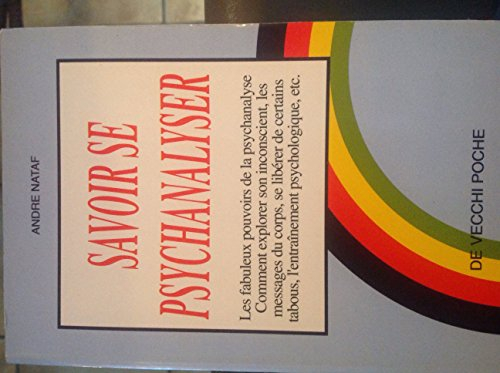 ANDRE NATAF
SAVOIR SE
PSYCHANALYSER
Les fabuleux pouvoirs de la psychanalyse
Comment explorer son inconscient, les
messages du corps, se libérer de certains
tabous, l'entraînement psychologique, etc.
DE VECCHI POCHE